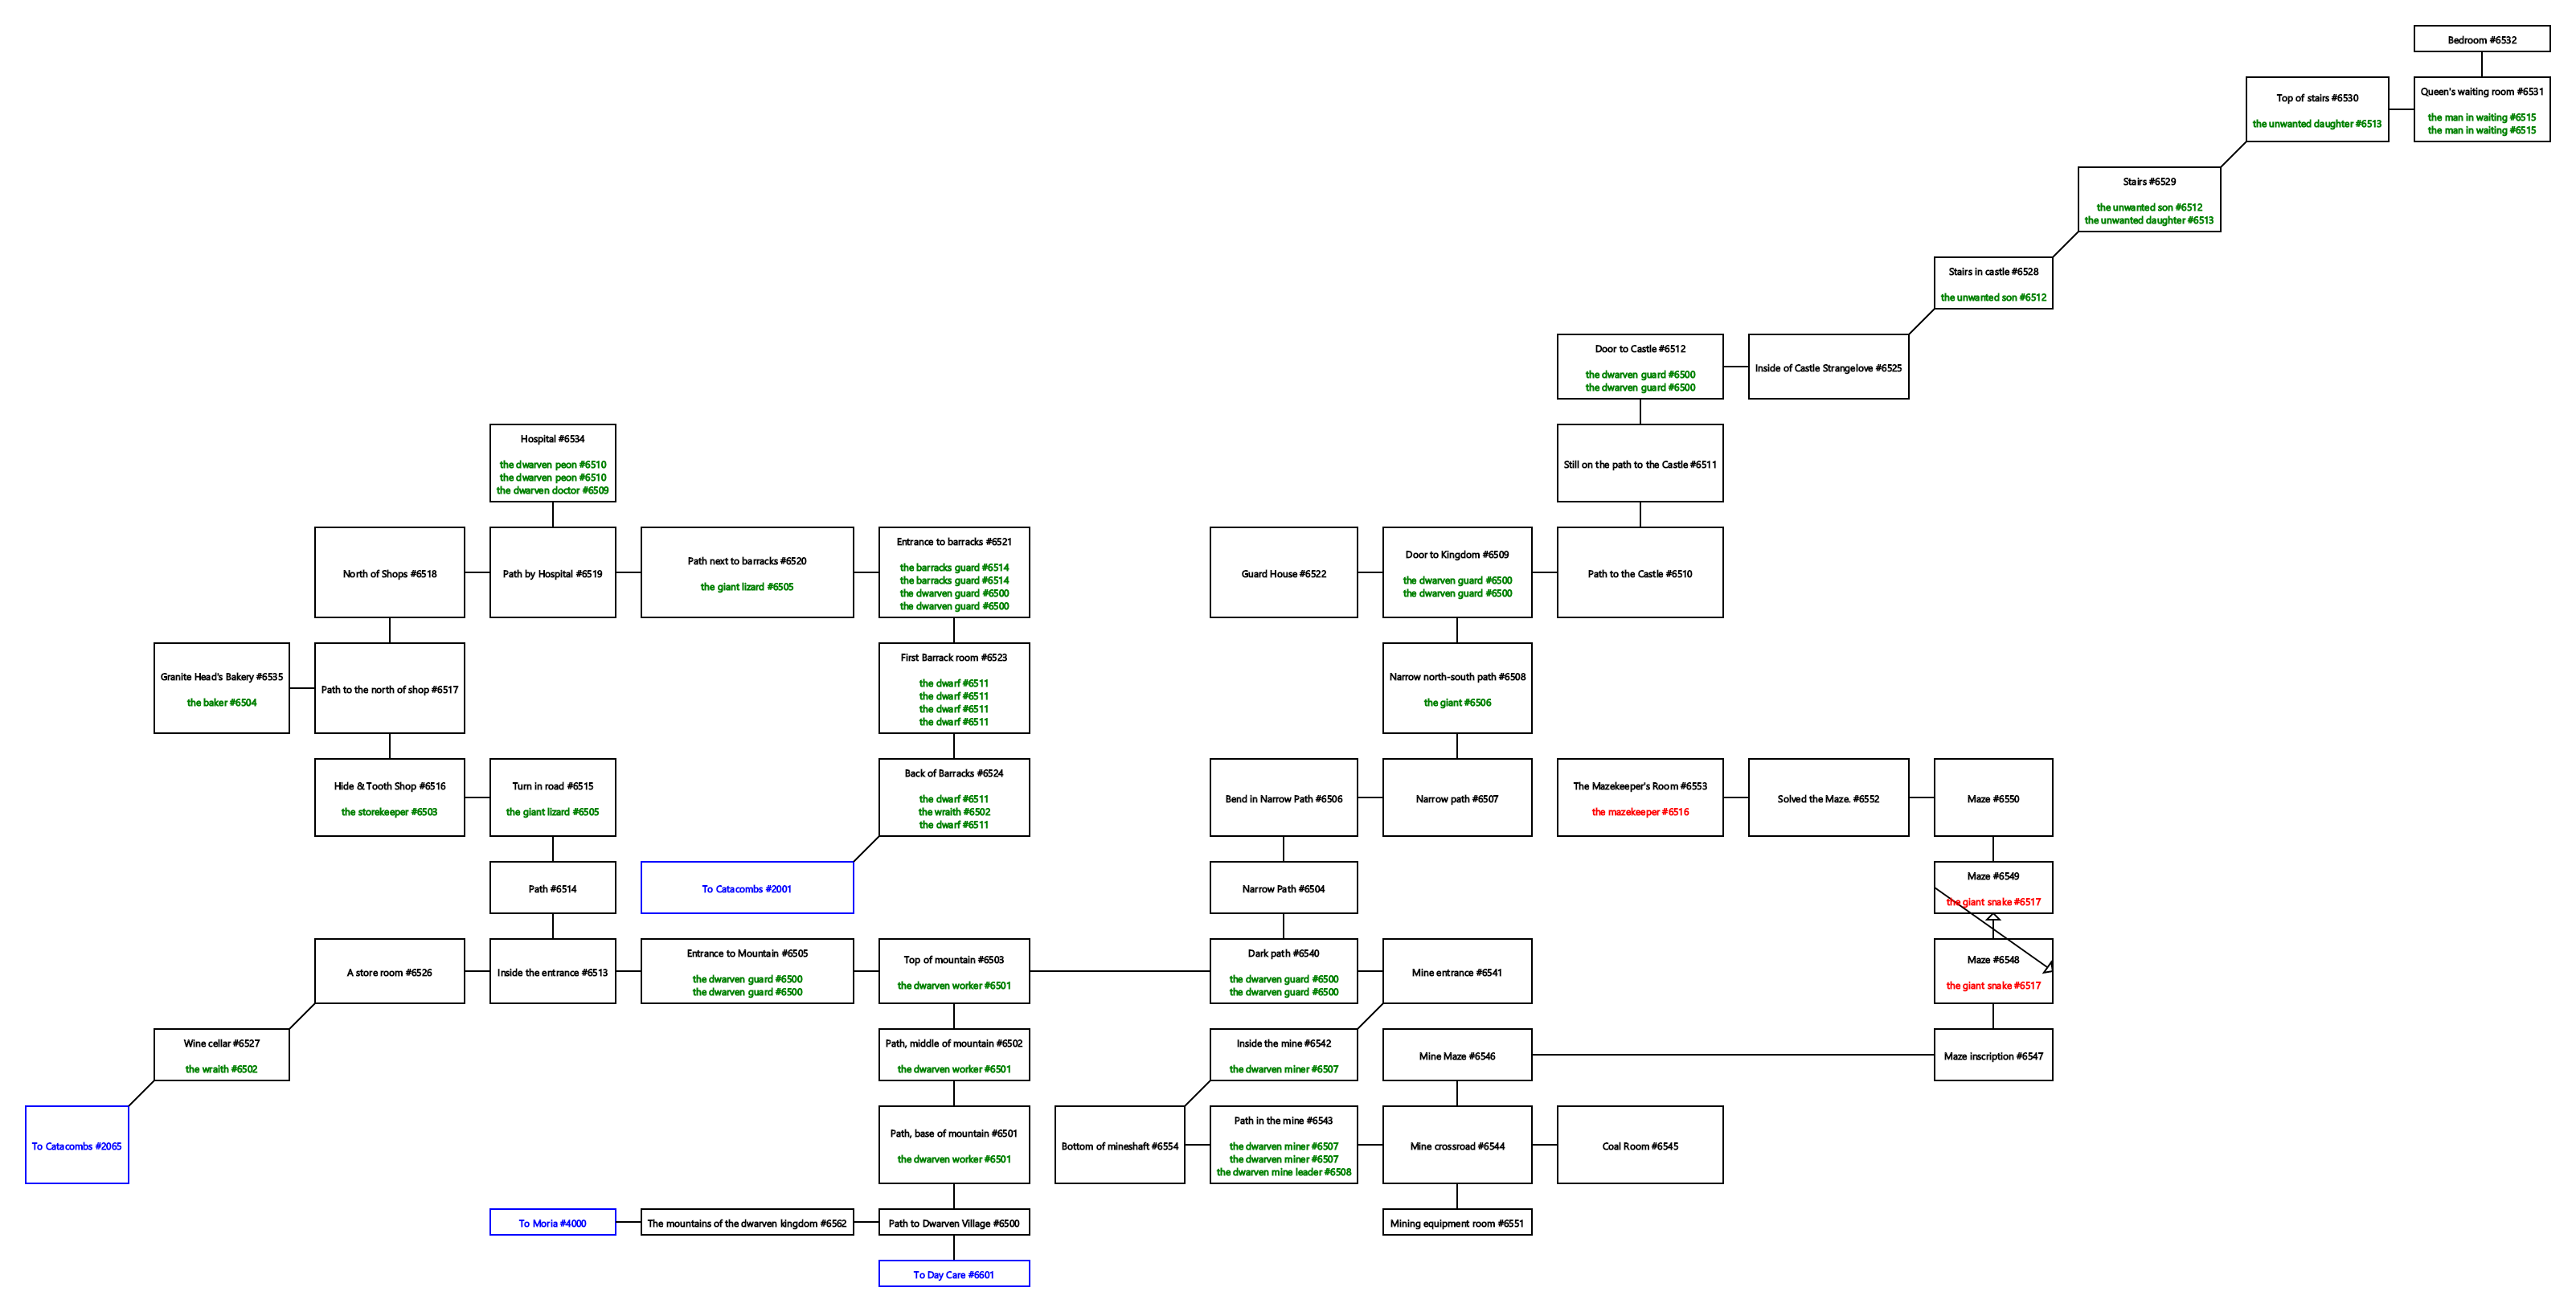 Bedroom #6532
Top of stairs #6530
the unwanted daughter #6513
Queen's waiting room #6531
the man in waiting #6515
the man in waiting #6515
Stairs #6529
the unwanted son #6512
the unwanted daughter #6513
Stairs in castle #6528
the unwanted son #6512
Door to Castle #6512
the dwarven guard #6500
the dwarven guard #6500
Inside of Castle Strangelove #6525
Hospital #6534
the dwarven peon #6510
the dwarven peon #6510
the dwarven doctor #6509
Still on the path to the Castle #6511
North of Shops #6518
Path by Hospital #6519
Path next to barracks #6520
the giant lizard #6505
Entrance to barracks #6521
the barracks guard #6514
the barracks guard #6514
the dwarven guard #6500
the dwarven guard #6500
Guard House #6522
Door to Kingdom #6509
the dwarven guard #6500
the dwarven guard #6500
Path to the Castle #6510
Granite Head's Bakery #6535
the baker #6504
Path to the north of shop #6517
First Barrack room #6523
the dwarf #6511
the dwarf #6511
the dwarf #6511
the dwarf #6511
Narrow north-south path #6508
the giant #6506
Hide & Tooth Shop #6516
the storekeeper #6503
Turn in road #6515
the giant lizard #6505
Back of Barracks #6524
the dwarf #6511
the wraith #6502
the dwarf #6511
Bend in Narrow Path #6506
Narrow path #6507
The Mazekeeper's Room #6553
the mazekeeper #6516
Solved the Maze. #6552
Maze #6550
Path #6514
To Catacombs #2001
Narrow Path #6504
Maze #6549
the giant snake #6517
A store room #6526
Inside the entrance #6513
Entrance to Mountain #6505
the dwarven guard #6500
the dwarven guard #6500
Top of mountain #6503
the dwarven worker #6501
Dark path #6540
the dwarven guard #6500
the dwarven guard #6500
Mine entrance #6541
Maze #6548
the giant snake #6517
Wine cellar #6527
the wraith #6502
Path, middle of mountain #6502
the dwarven worker #6501
Inside the mine #6542
the dwarven miner #6507
Mine Maze #6546
Maze inscription #6547
To Catacombs #2065
Path, base of mountain #6501
the dwarven worker #6501
Bottom of mineshaft #6554
Path in the mine #6543
the dwarven miner #6507
the dwarven miner #6507
the dwarven mine leader #6508
Mine crossroad #6544
Coal Room #6545
To Moria #4000
The mountains of the dwarven kingdom #6562
Path to Dwarven Village #6500
Mining equipment room #6551
To Day Care #6601